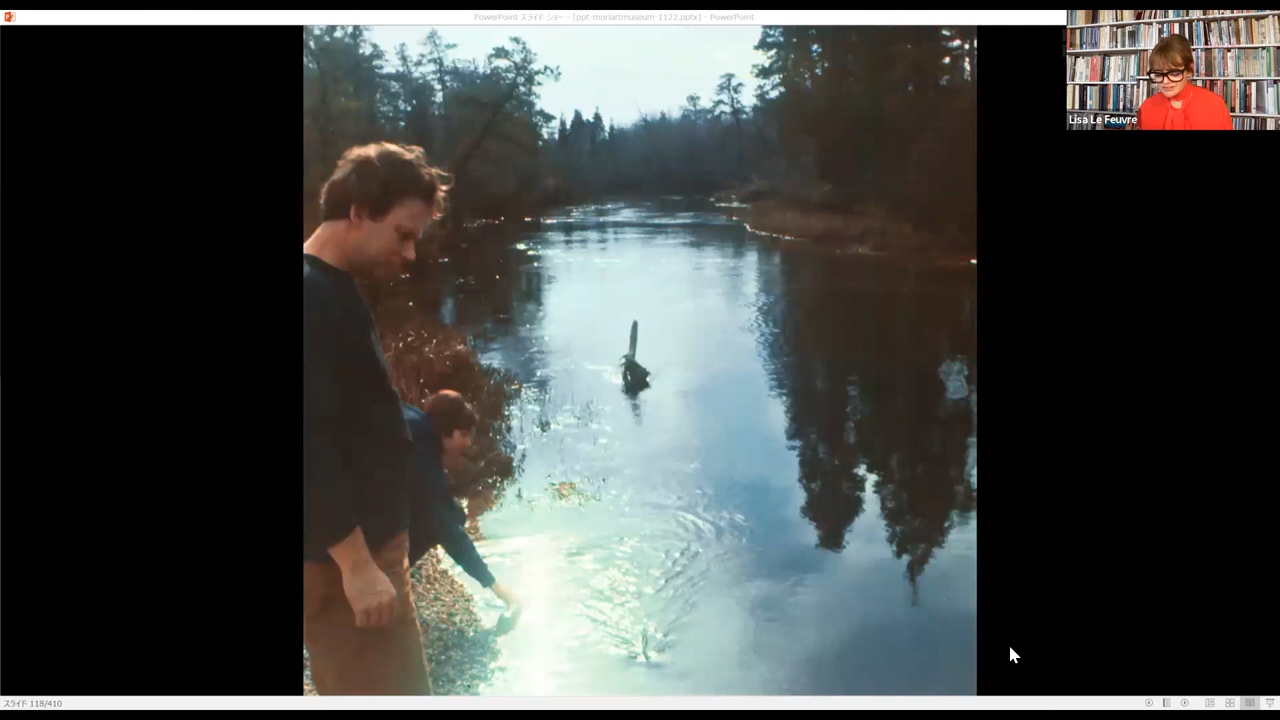 PowerPoint スライド ショー - [ppt-moriartmuseum-1122.pptx] - PowerPoint
Lisa Le Feuvre
スライド 118/410